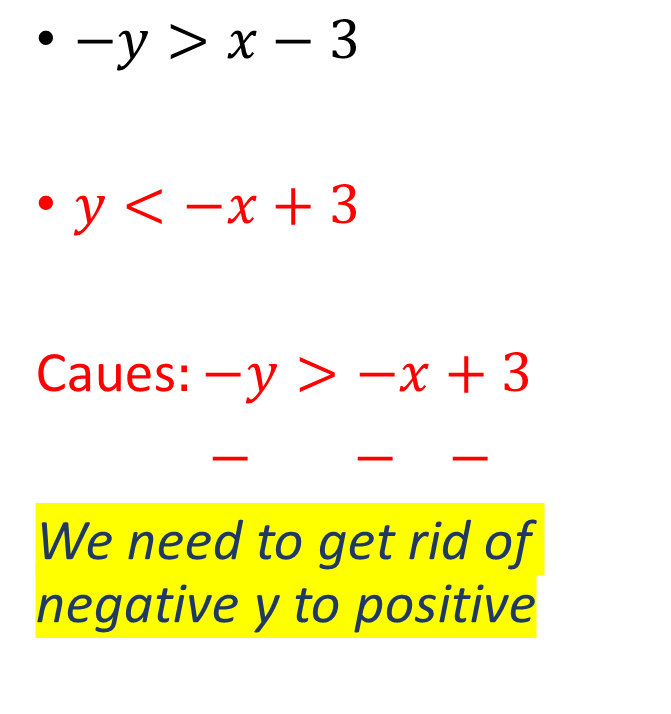 • −y > x − 3
• y < −x + 3
Caues: −y > −x + 3
− − −
We need to get rid of
negative y to positive